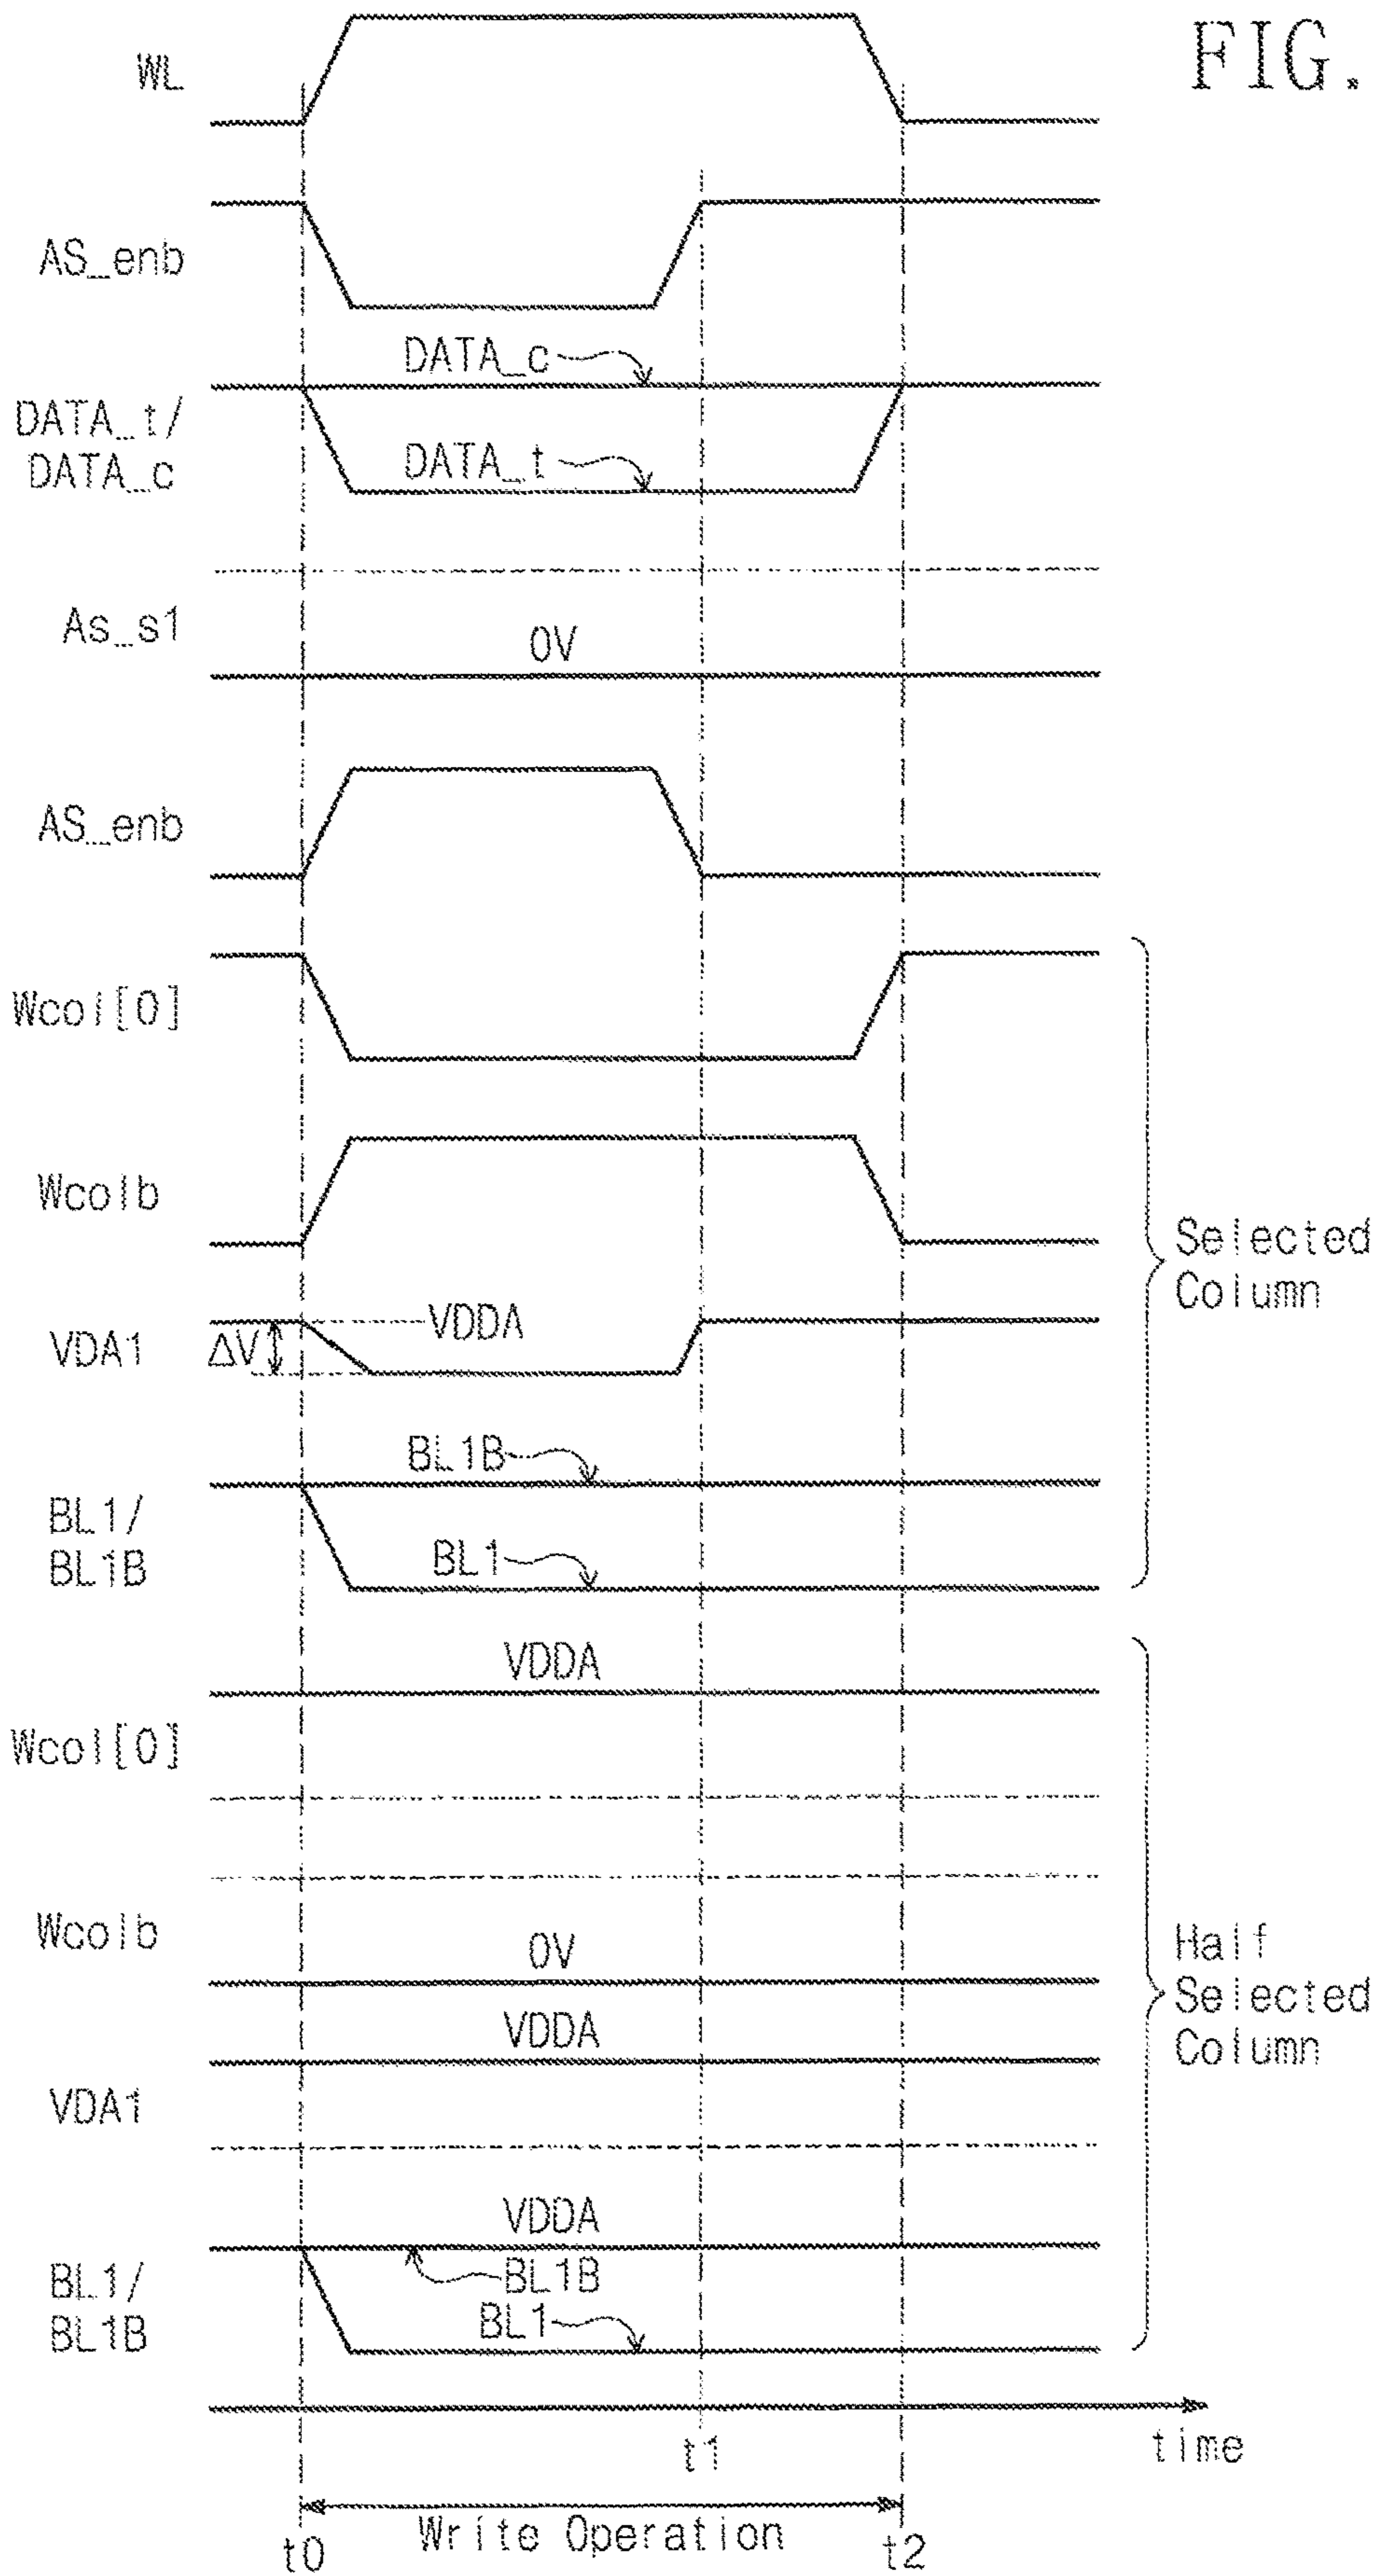 FIG.
WL
AS_enb
DATA_c
DATA_t/
DATA_c
DATA_t
As_s1
0V
AS_enb
Wcol[0]
Wcolb
Selected
Column
VDA1
ΔV
VDDA
BL1B
BL1/
BL1B
BL1
VDDA
Wcol[0]
Wcolb
0V
Half
Selected
Column
VDDA
VDA1
VDDA
BL1B
BL1/
BL1B
BL1
t1
time
Write Operation
t0
t2